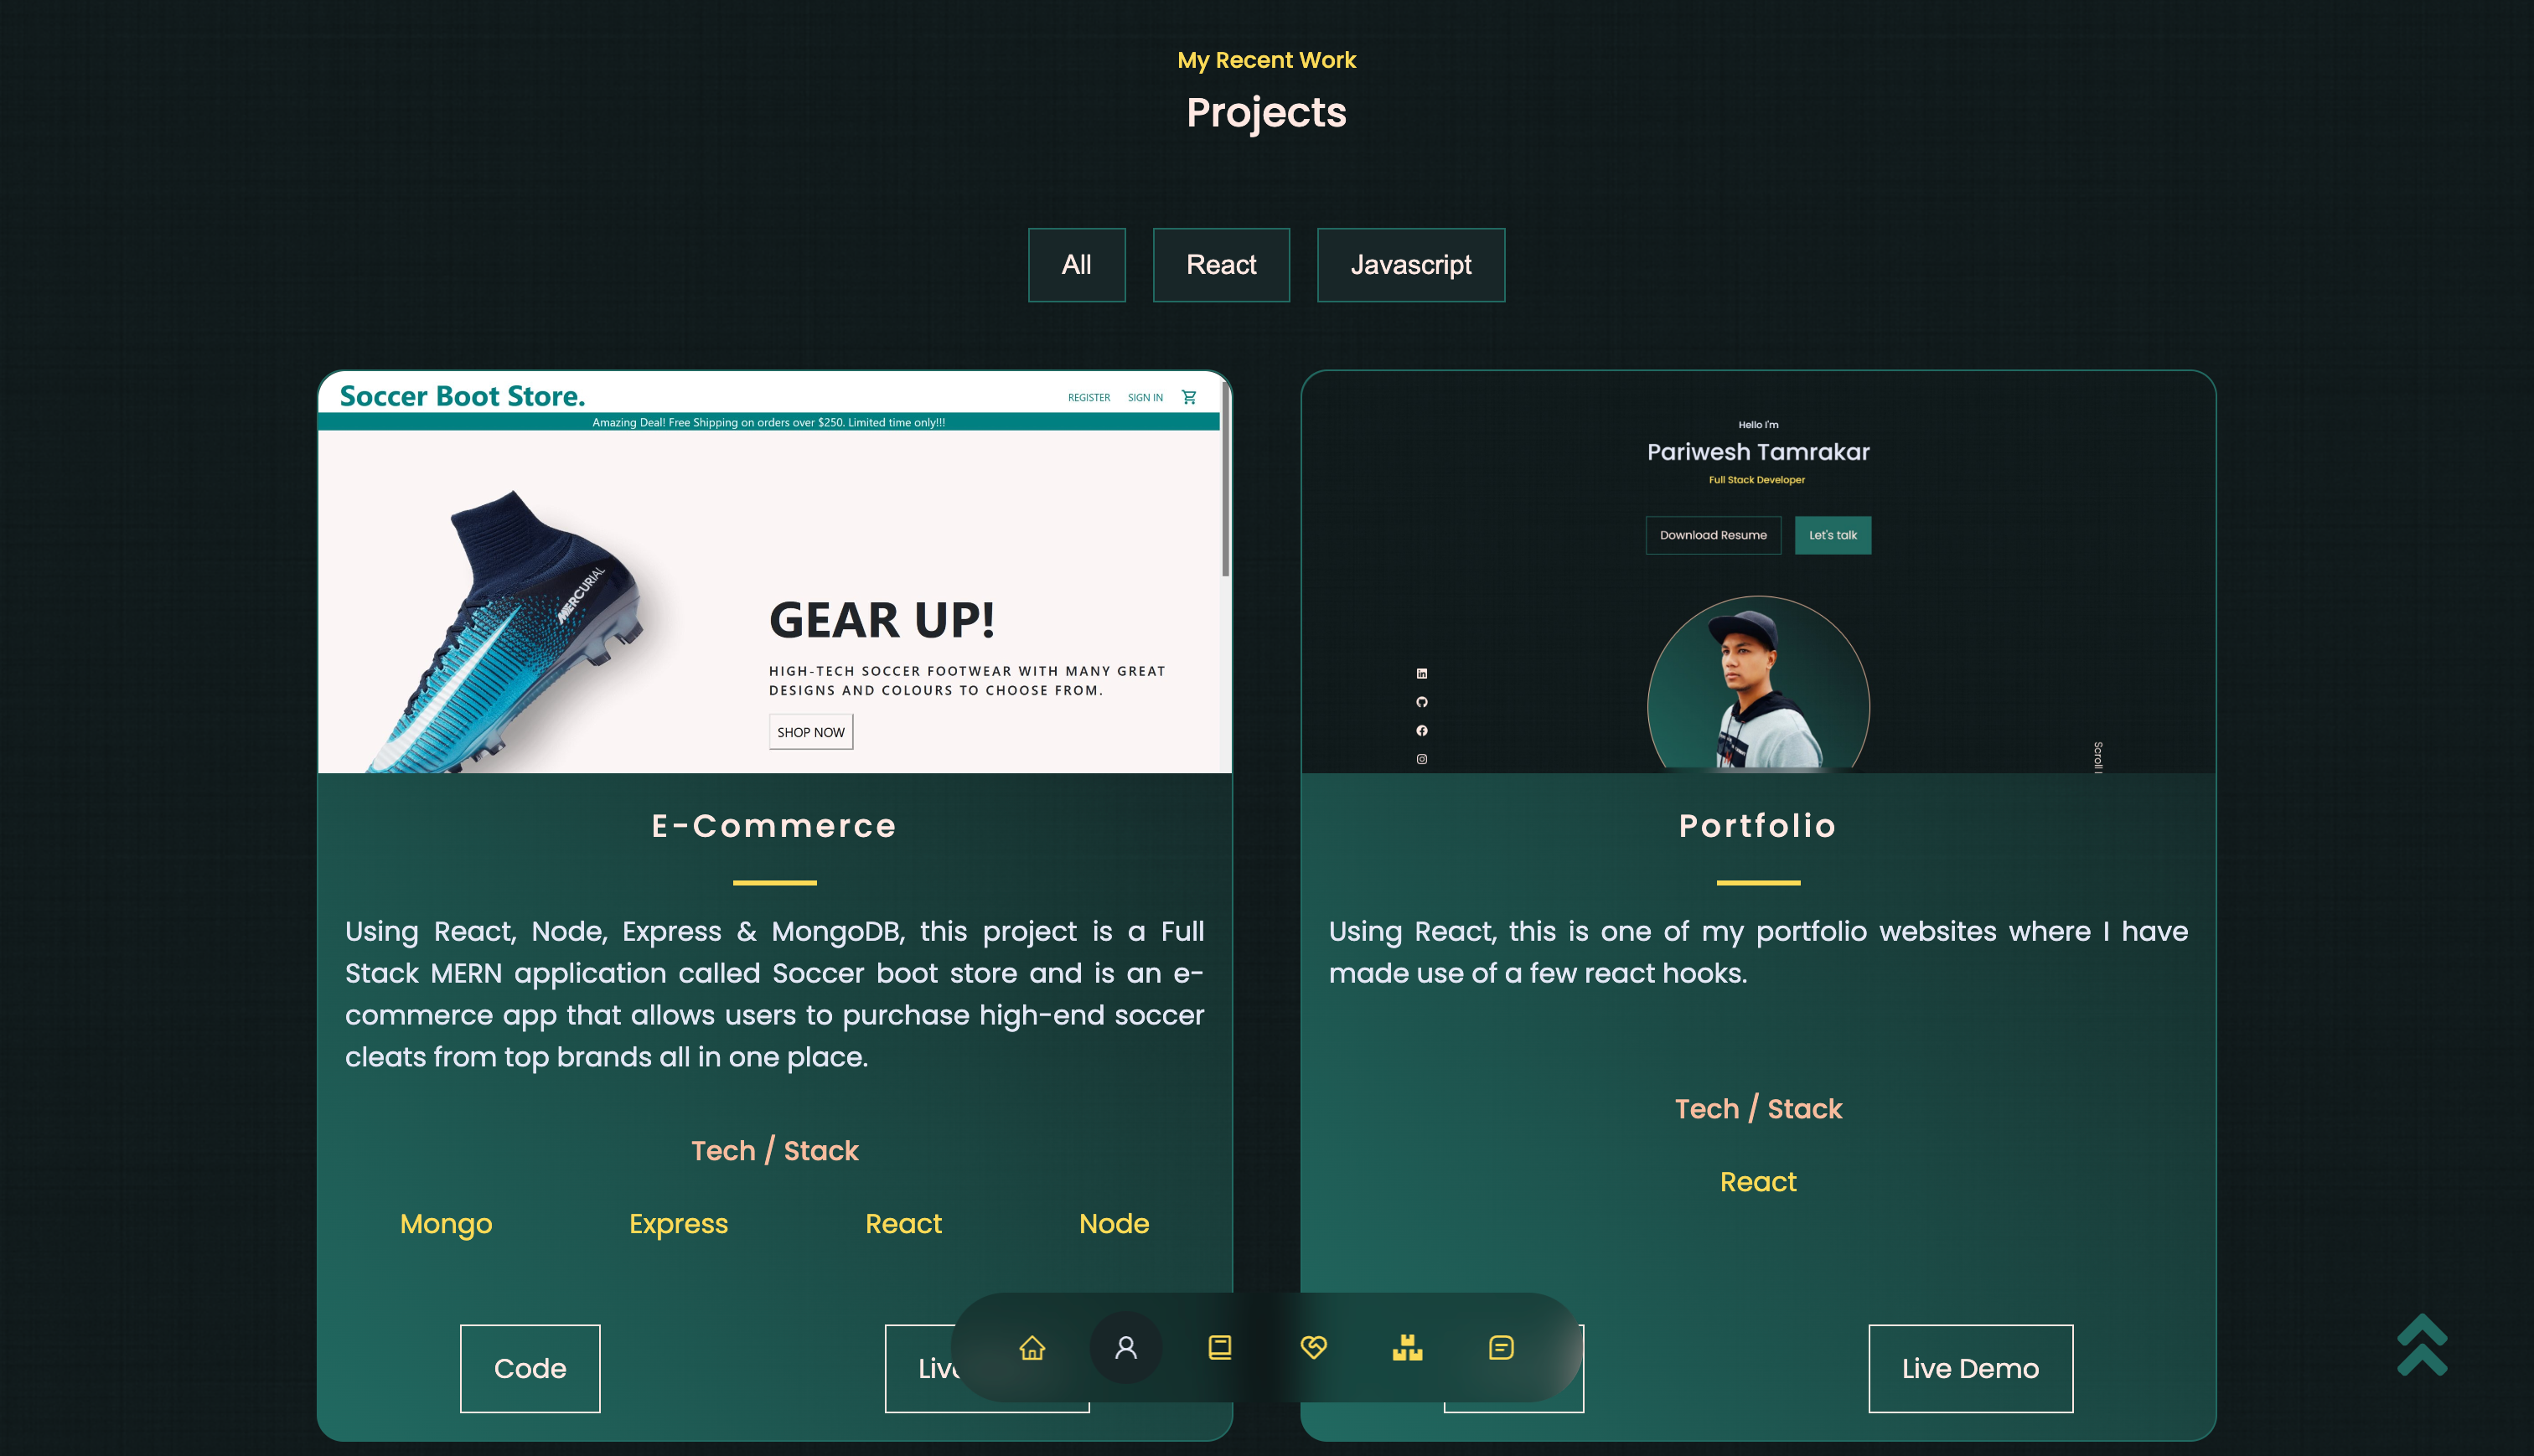 My Recent Work
Projects
All
React
Javascript
Soccer Boot Store.
REGISTER
SIGN IN
Amazing Deal! Free Shipping on orders over $250. Limited time only!!!
MERCURIAL
GEAR UP!
HIGH-TECH SOCCER FOOTWEAR WITH MANY GREAT
DESIGNS AND COLOURS TO CHOOSE FROM.
SHOP NOW
E-Commerce
Using React, Node, Express & MongoDB, this project is a Full
Stack MERN application called Soccer boot store and is an e-
commerce app that allows users to purchase high-end soccer
cleats from top brands all in one place.
Tech / Stack
Mongo
Express
React
Node
Code
Hello I'm
Pariwesh Tamrakar
Full Stack Developer
Download Resume
Let's talk
Scroll
Portfolio
Using React, this is one of my portfolio websites where I have
made use of a few react hooks.
Tech / Stack
React
Live Demo